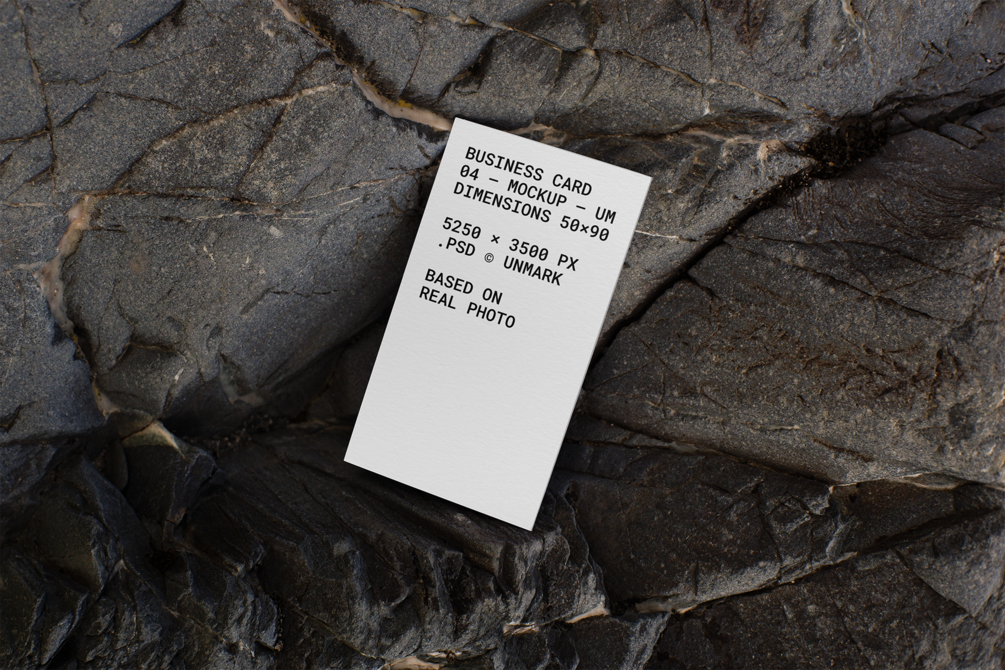 BUSINESS CARD
04 — MOCKUP — UM
DIMENSIONS 50×90
5250 × 3500 PX
.PSD © UNMARK
BASED ON
REAL PHOTO